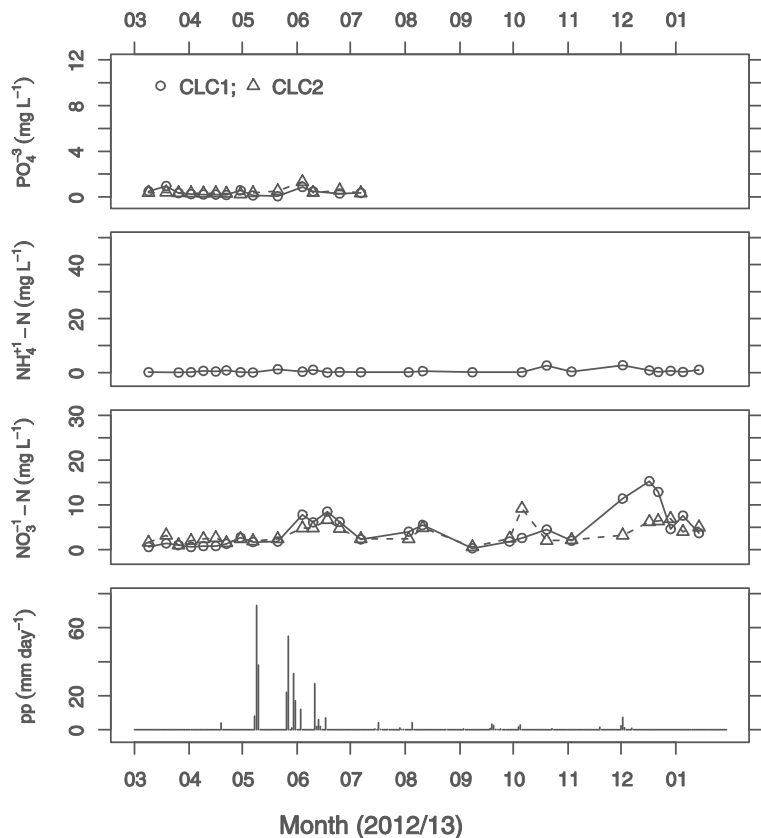 03 04 05 06 07 08 09 10 11 12 01
PO₄⁻³ (mg L⁻¹)
12
8
4
0
CLC1; CLC2
NH₄⁺¹−N (mg L⁻¹)
40
20
0
NO₃⁻¹−N (mg L⁻¹)
30
20
10
0
pp (mm day⁻¹)
60
20
0
03 04 05 06 07 08 09 10 11 12 01
Month (2012/13)